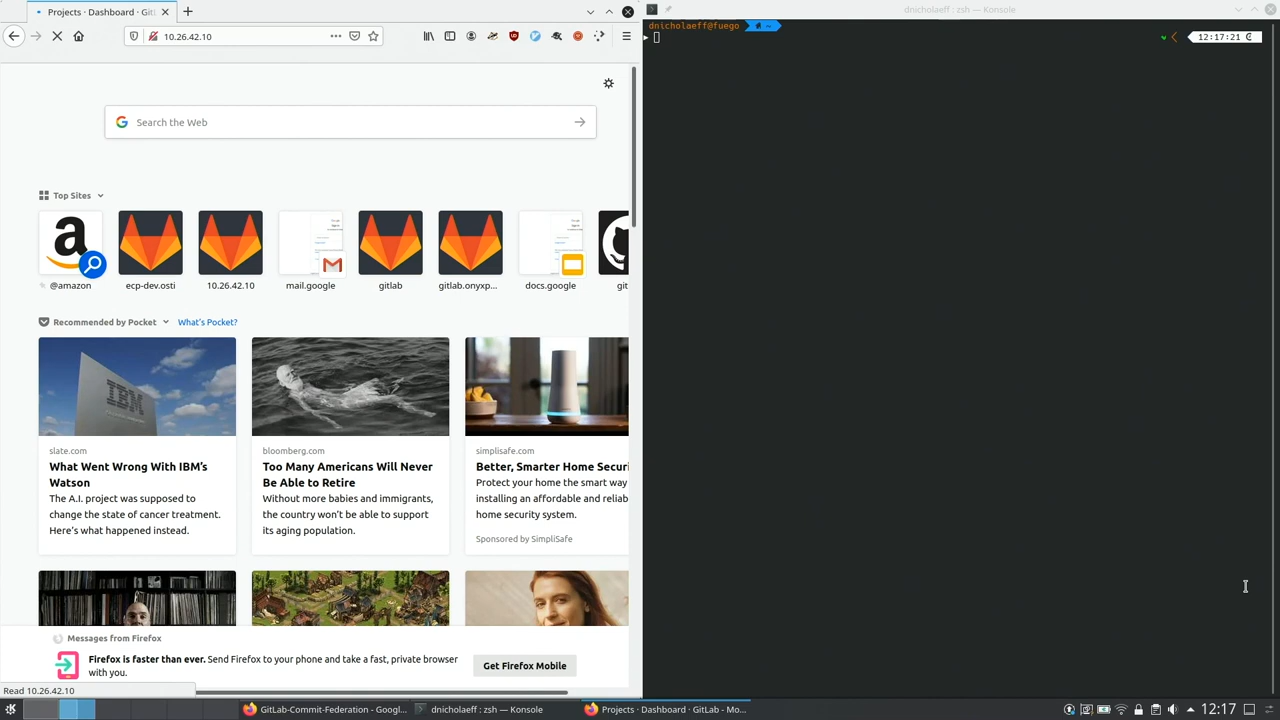 Projects · Dashboard · GitL
dnicholaeff : zsh — Konsole
10.26.42.10
dnicholaeff@fuego ~
12:17:21
Search the Web
Top Sites
@amazon
ecp-dev.osti
10.26.42.10
mail.google
gitlab
gitlab.onyxp...
docs.google
git
Recommended by Pocket
What's Pocket?
IBM
slate.com
What Went Wrong With IBM's
Watson
The A.I. project was supposed to
change the state of cancer treatment.
Here's what happened instead.
bloomberg.com
Too Many Americans Will Never
Be Able to Retire
Without more babies and immigrants,
the country won't be able to support
its aging population.
simplisafe.com
Better, Smarter Home Securi
Protect your home the smart way
installing an affordable and reliab
home security system.
Sponsored by SimpliSafe
Messages from Firefox
Firefox is faster than ever. Send Firefox to your phone and take a fast, private browser
with you.
Get Firefox Mobile
Read 10.26.42.10
GitLab-Commit-Federation - Googl...
dnicholaeff : zsh — Konsole
Projects · Dashboard · GitLab - Mo...
12:17